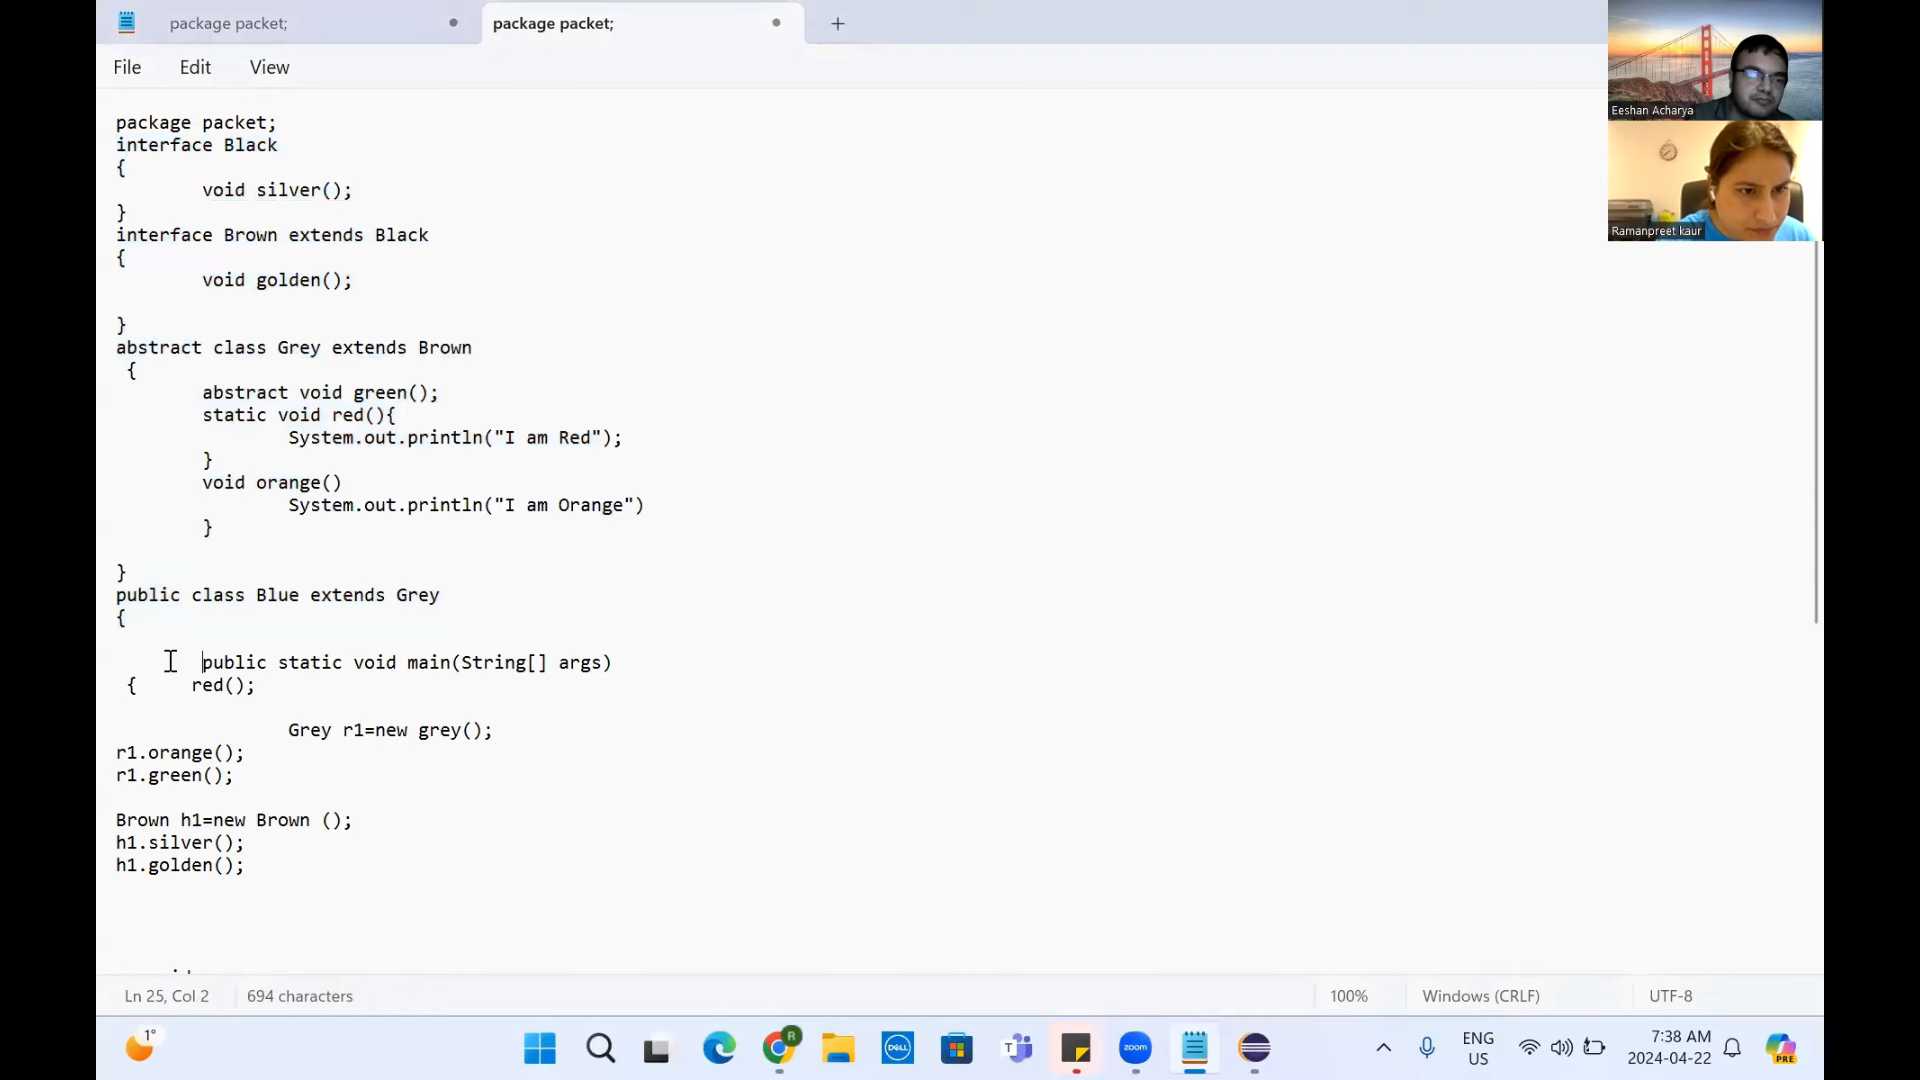 package packet;
package packet;
File Edit View
Eeshan Acharya
Ramanpreet kaur
package packet;
interface Black
{
void silver();
}
interface Brown extends Black
{
void golden();
}
abstract class Grey extends Brown
{
abstract void green();
static void red(){
System.out.println("I am Red");
}
void orange()
System.out.println("I am Orange")
}
}
public class Blue extends Grey
{
public static void main(String[] args)
{ red();
Grey r1=new grey();
r1.orange();
r1.green();
Brown h1=new Brown ();
h1.silver();
h1.golden();
Ln 25, Col 2 694 characters 100% Windows (CRLF) UTF-8
1°
R
DELL
T
zoom
ENG
US
7:38 AM
2024-04-22
PRE